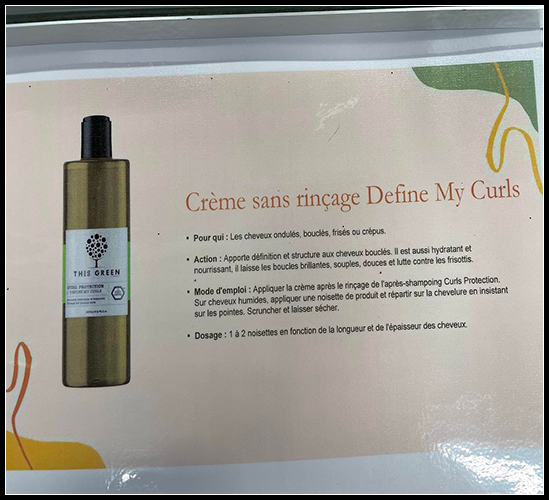 Crème sans rinçage Define My Curls
• Pour qui : Les cheveux ondulés, bouclés, frisés ou crépus.
• Action : Apporte définition et structure aux cheveux bouclés. Il est aussi hydratant et
nourrissant, il laisse les boucles brillantes, souples, douces et lutte contre les frisottis.
• Mode d'emploi : Appliquer la crème après le rinçage de l'après-shampoing Curls Protection.
Sur cheveux humides, appliquer une noisette de produit et répartir sur la chevelure en insistant
sur les pointes. Scruncher et laisser sécher.
• Dosage : 1 à 2 noisettes en fonction de la longueur et de l'épaisseur des cheveux.
THIS GREEN
PROTECTION
DEFINE MY CURLS